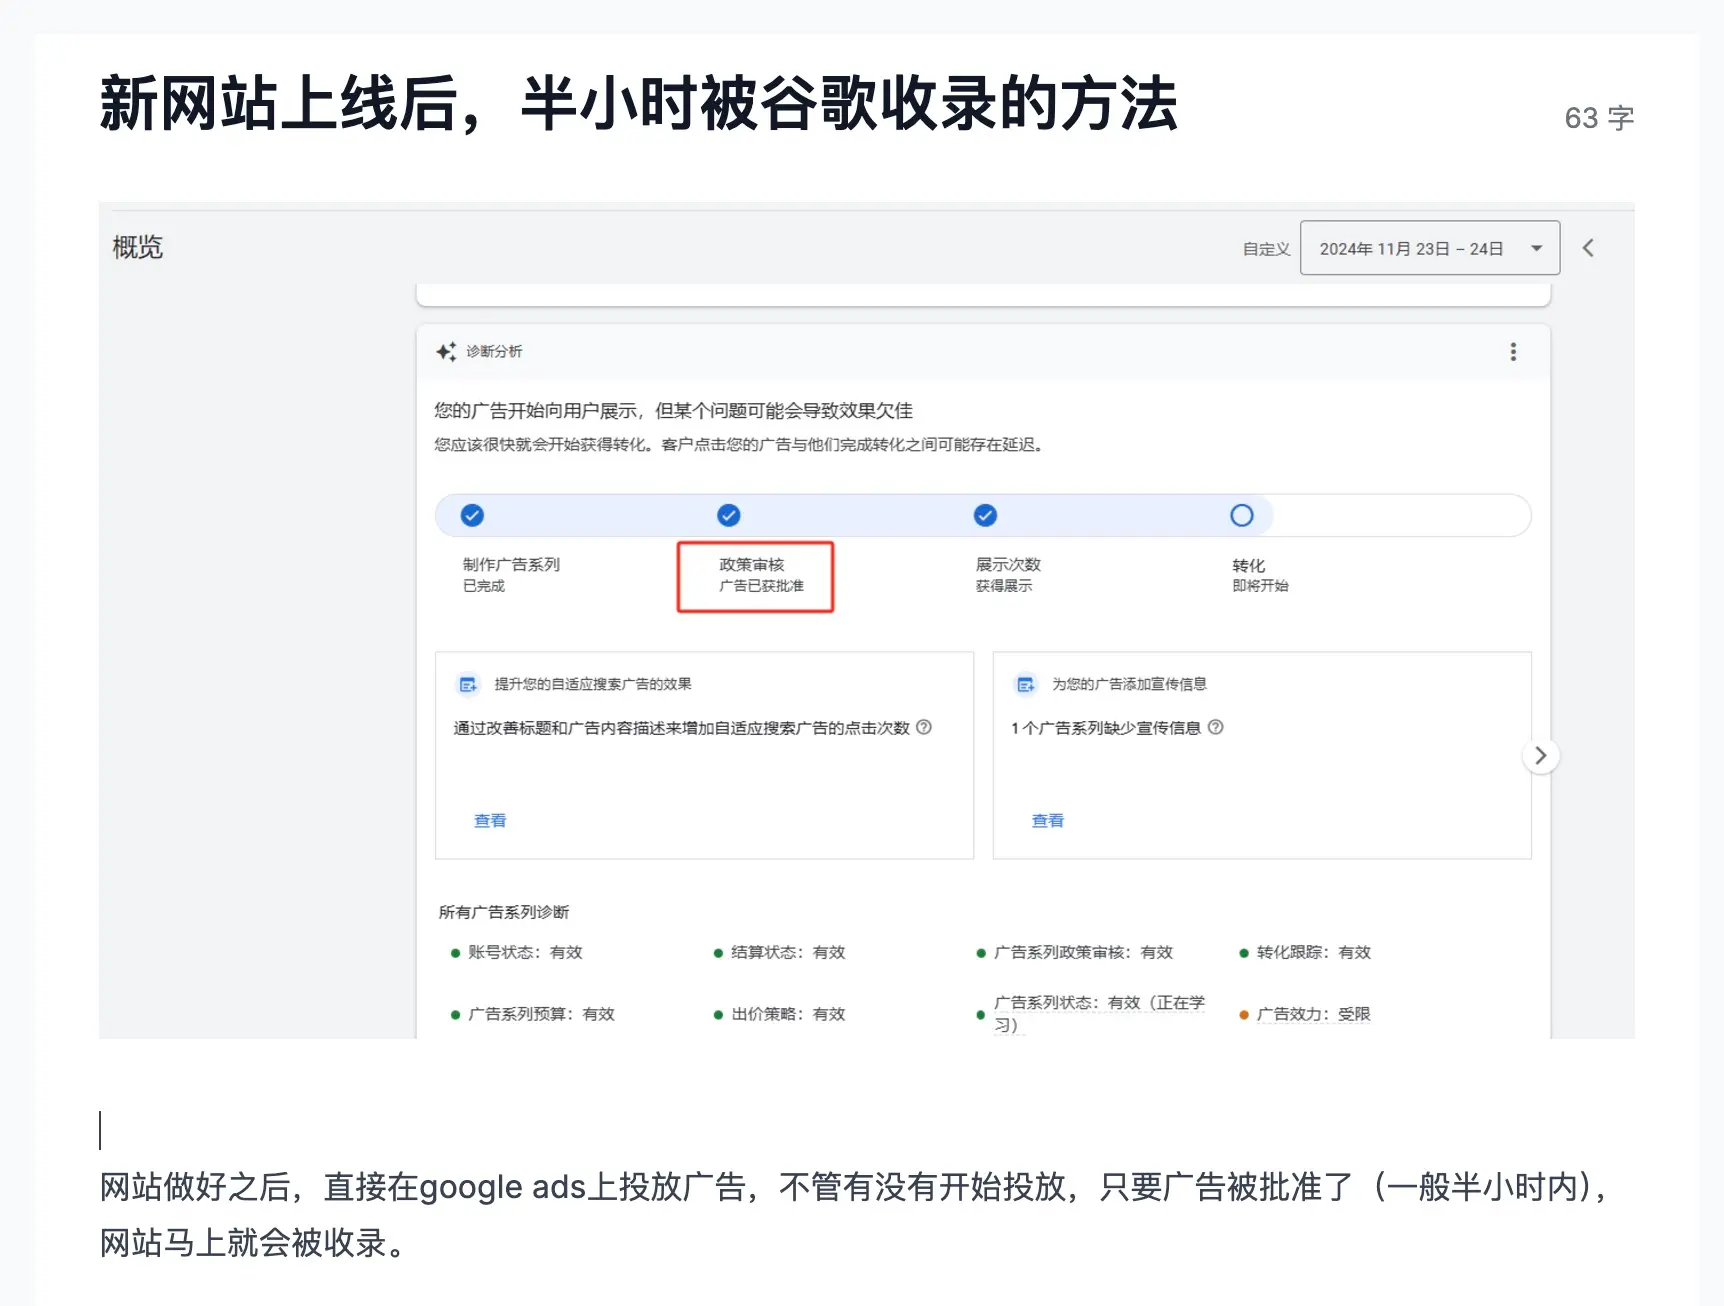 新网站上线后，半小时被谷歌收录的方法
63 字
概览
自定义
2024年 11月 23日 – 24日
诊断分析
您的广告开始向用户展示，但某个问题可能会导致效果欠佳
您应该很快就会开始获得转化。客户点击您的广告与他们完成转化之间可能存在延迟。
制作广告系列
已完成
政策审核
广告已获批准
展示次数
获得展示
转化
即将开始
提升您的自适应搜索广告的效果
通过改善标题和广告内容描述来增加自适应搜索广告的点击次数
查看
为您的广告添加宣传信息
1 个广告系列缺少宣传信息
查看
所有广告系列诊断
账号状态：有效
结算状态：有效
广告系列政策审核：有效
转化跟踪：有效
广告系列预算：有效
出价策略：有效
广告系列状态：有效（正在学
习）
广告效力：受限
网站做好之后，直接在google ads上投放广告，不管有没有开始投放，只要广告被批准了（一般半小时内），
网站马上就会被收录。